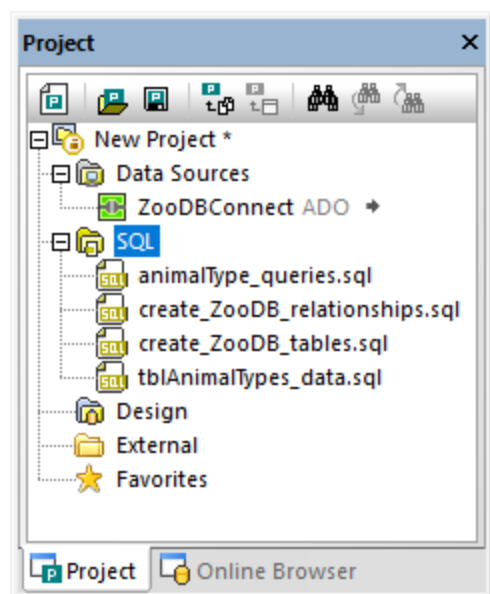 Project
New Project *
Data Sources
ZooDBConnect ADO
SQL
animalType_queries.sql
create_ZooDB_relationships.sql
create_ZooDB_tables.sql
tblAnimalTypes_data.sql
Design
External
Favorites
Project Online Browser